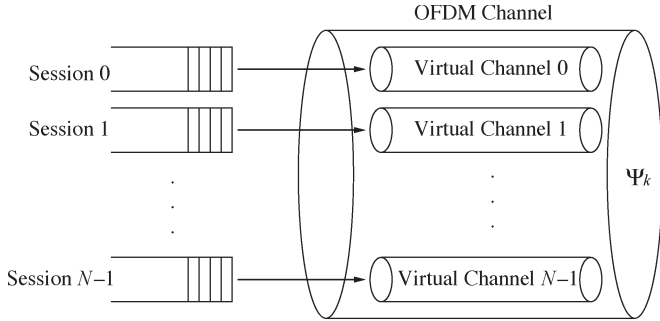 OFDM Channel
Session 0
Virtual Channel 0
Session 1
Virtual Channel 1
Ψk
Session N–1
Virtual Channel N–1